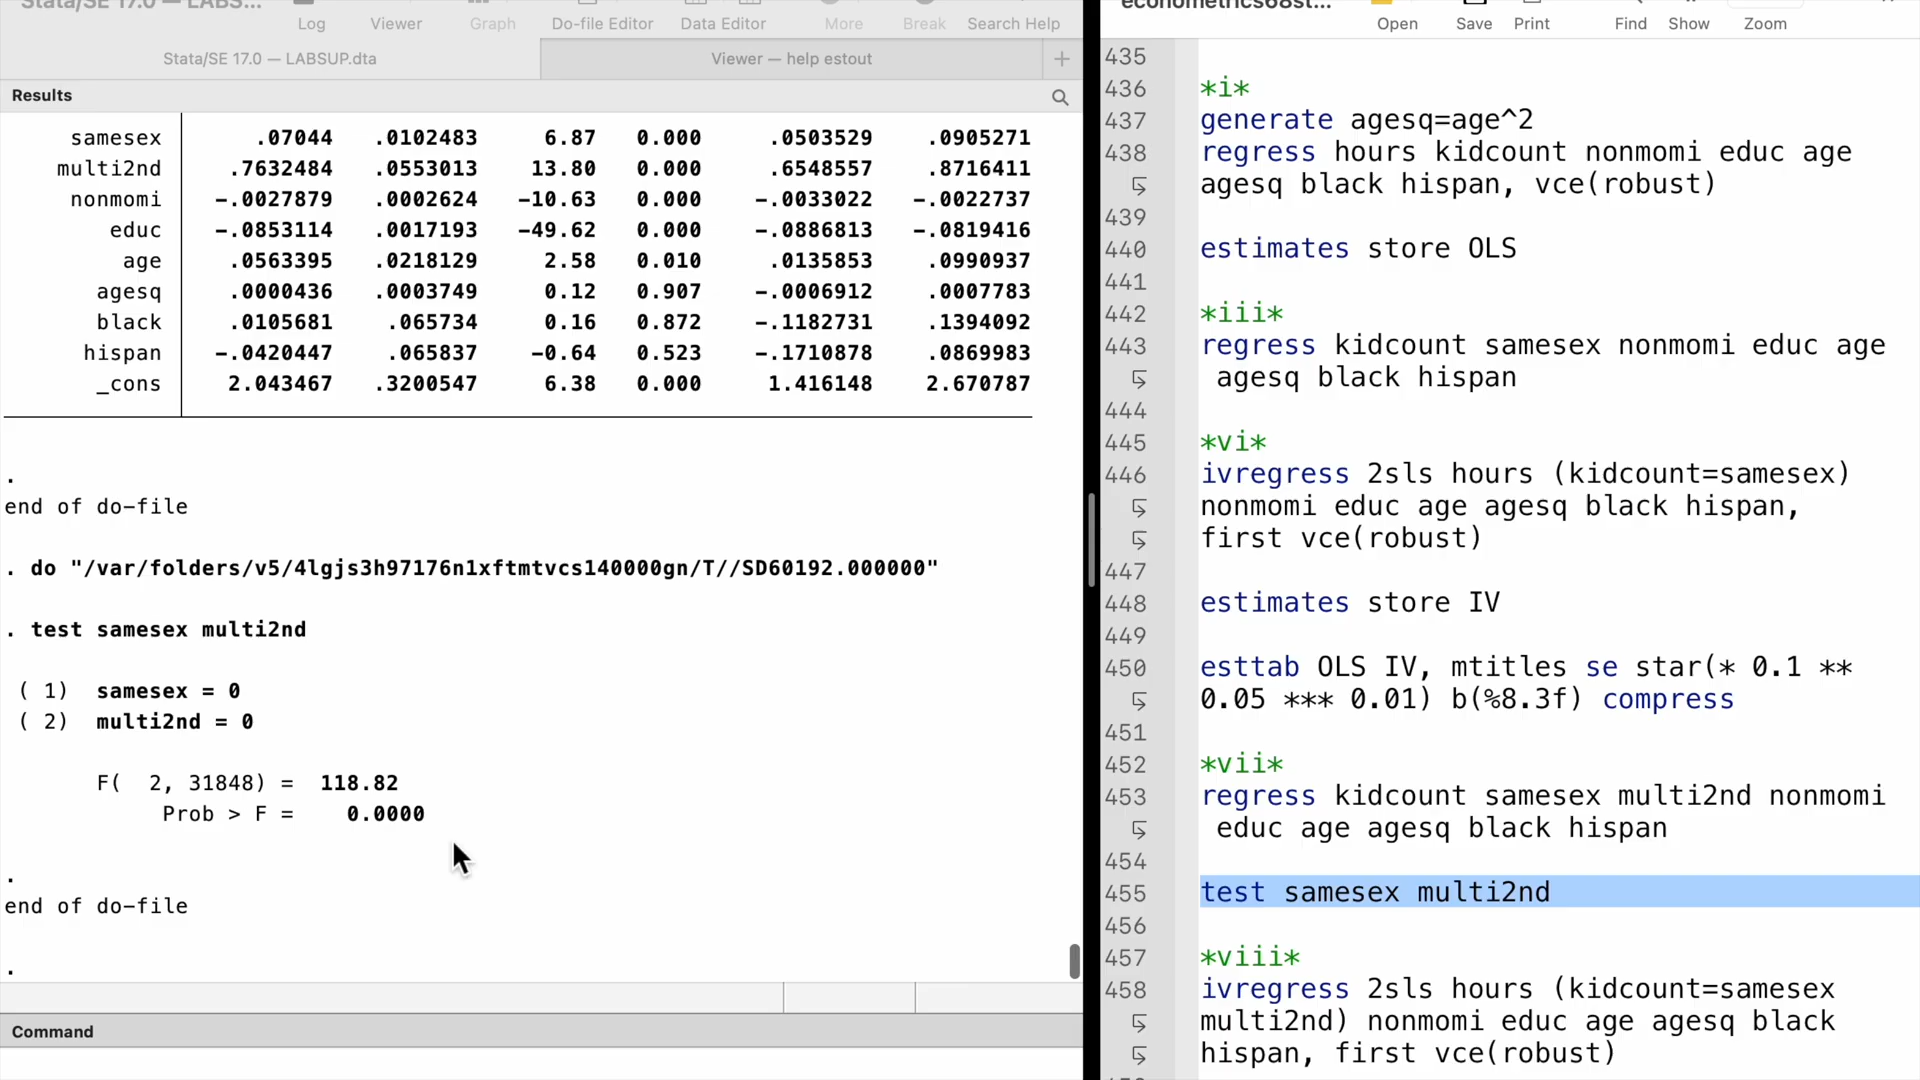 Stata/SE 17.0 — LABS...
Log Viewer Graph Do-file Editor Data Editor More Break Search Help
Stata/SE 17.0 — LABSUP.dta
Viewer — help estout
Results
samesex .07044 .0102483 6.87 0.000 .0503529 .0905271
multi2nd .7632484 .0553013 13.80 0.000 .6548557 .8716411
nonmomi -.0027879 .0002624 -10.63 0.000 -.0033022 -.0022737
educ -.0853114 .0017193 -49.62 0.000 -.0886813 -.0819416
age .0563395 .0218129 2.58 0.010 .0135853 .0990937
agesq .0000436 .0003749 0.12 0.907 -.0006912 .0007783
black .0105681 .065734 0.16 0.872 -.1182731 .1394092
hispan -.0420447 .065837 -0.64 0.523 -.1710878 .0869983
_cons 2.043467 .3200547 6.38 0.000 1.416148 2.670787
.
end of do-file
. do "/var/folders/v5/4lgjs3h97176n1xftmtvcs140000gn/T//SD60192.000000"
. test samesex multi2nd
( 1) samesex = 0
( 2) multi2nd = 0
F( 2, 31848) = 118.82
Prob > F = 0.0000
.
end of do-file
.
Command
econometrics68st...
Open Save Print Find Show Zoom
435
436 *i*
437 generate agesq=age^2
438 regress hours kidcount nonmomi educ age
agesq black hispan, vce(robust)
439
440 estimates store OLS
441
442 *iii*
443 regress kidcount samesex nonmomi educ age
agesq black hispan
444
445 *vi*
446 ivregress 2sls hours (kidcount=samesex)
nonmomi educ age agesq black hispan,
first vce(robust)
447
448 estimates store IV
449
450 esttab OLS IV, mtitles se star(* 0.1 **
0.05 *** 0.01) b(%8.3f) compress
451
452 *vii*
453 regress kidcount samesex multi2nd nonmomi
educ age agesq black hispan
454
455 test samesex multi2nd
456
457 *viii*
458 ivregress 2sls hours (kidcount=samesex
multi2nd) nonmomi educ age agesq black
hispan, first vce(robust)